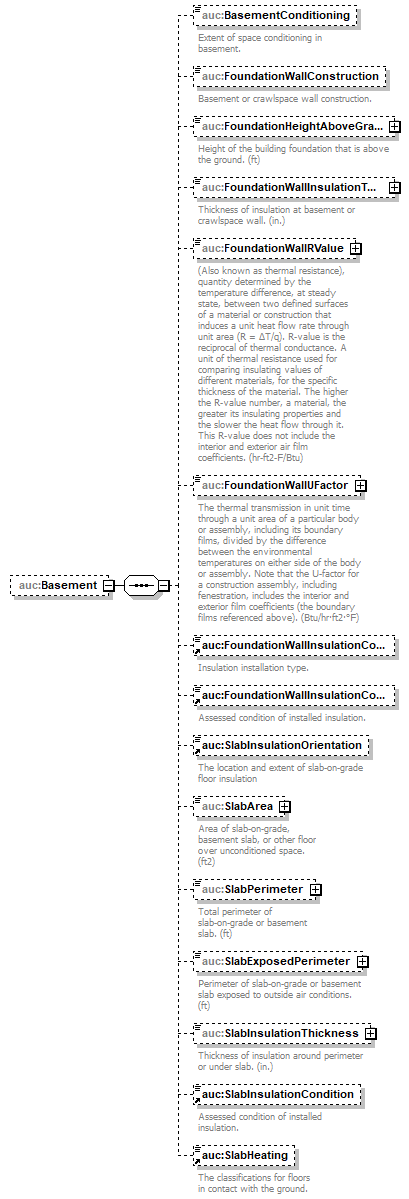 auc:BasementConditioning
Extent of space conditioning in
basement.
auc:FoundationWallConstruction
Basement or crawlspace wall construction.
auc:FoundationHeightAboveGra...
Height of the building foundation that is above
the ground. (ft)
auc:FoundationWallInsulationT...
Thickness of insulation at basement or
crawlspace wall. (in.)
auc:FoundationWallRValue
(Also known as thermal resistance),
quantity determined by the
temperature difference, at steady
state, between two defined surfaces
of a material or construction that
induces a unit heat flow rate through
unit area (R = ΔT/q). R-value is the
reciprocal of thermal conductance. A
unit of thermal resistance used for
comparing insulating values of
different materials, for the specific
thickness of the material. The higher
the R-value number, a material, the
greater its insulating properties and
the slower the heat flow through it.
This R-value does not include the
interior and exterior air film
coefficients. (hr-ft2-F/Btu)
auc:FoundationWallUFactor
The thermal transmission in unit time
through a unit area of a particular body
or assembly, including its boundary
films, divided by the difference
between the environmental
temperatures on either side of the body
or assembly. Note that the U-factor for
a construction assembly, including
fenestration, includes the interior and
exterior film coefficients (the boundary
films referenced above). (Btu/hr·ft2·°F)
auc:Basement
auc:FoundationWallInsulationCo...
Insulation installation type.
auc:FoundationWallInsulationCo...
Assessed condition of installed insulation.
auc:SlabInsulationOrientation
The location and extent of slab-on-grade
floor insulation
auc:SlabArea
Area of slab-on-grade,
basement slab, or other floor
over unconditioned space.
(ft2)
auc:SlabPerimeter
Total perimeter of
slab-on-grade or basement
slab. (ft)
auc:SlabExposedPerimeter
Perimeter of slab-on-grade or basement
slab exposed to outside air conditions.
(ft)
auc:SlabInsulationThickness
Thickness of insulation around perimeter
or under slab. (in.)
auc:SlabInsulationCondition
Assessed condition of installed
insulation.
auc:SlabHeating
The classifications for floors
in contact with the ground.